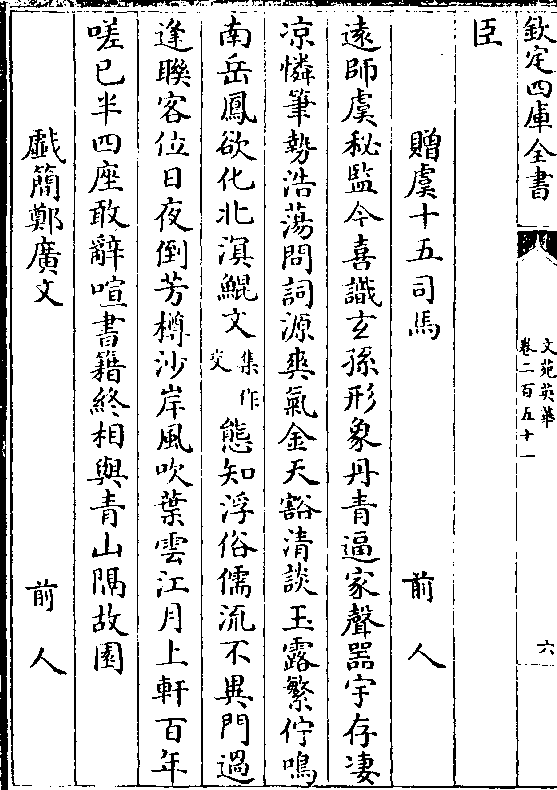 欽定四庫全書
文苑英華
卷二百五十一
六
臣
贈虞十五司馬 前人
遠師虞秘監今喜識玄孫形象丹青逼家聲器宇存凄
凉憐筆勢浩蕩問詞源爽氣金天豁清談玉露繁佇鳴
南岳鳳欲化北溟鯤文集作交態知浮俗儒流不異門過
逢聯客位日夜倒芳樽沙岸風吹葉雲江月上軒百年
嗟已半四座敢辭喧書籍終相與青山隔故園
戲簡鄭廣文 前人